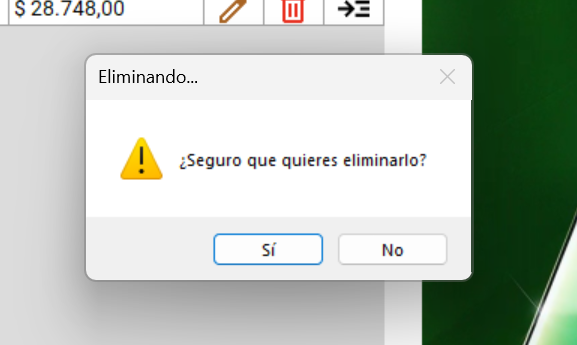 $ 28.748,00
Eliminando...
¿Seguro que quieres eliminarlo?
Sí
No